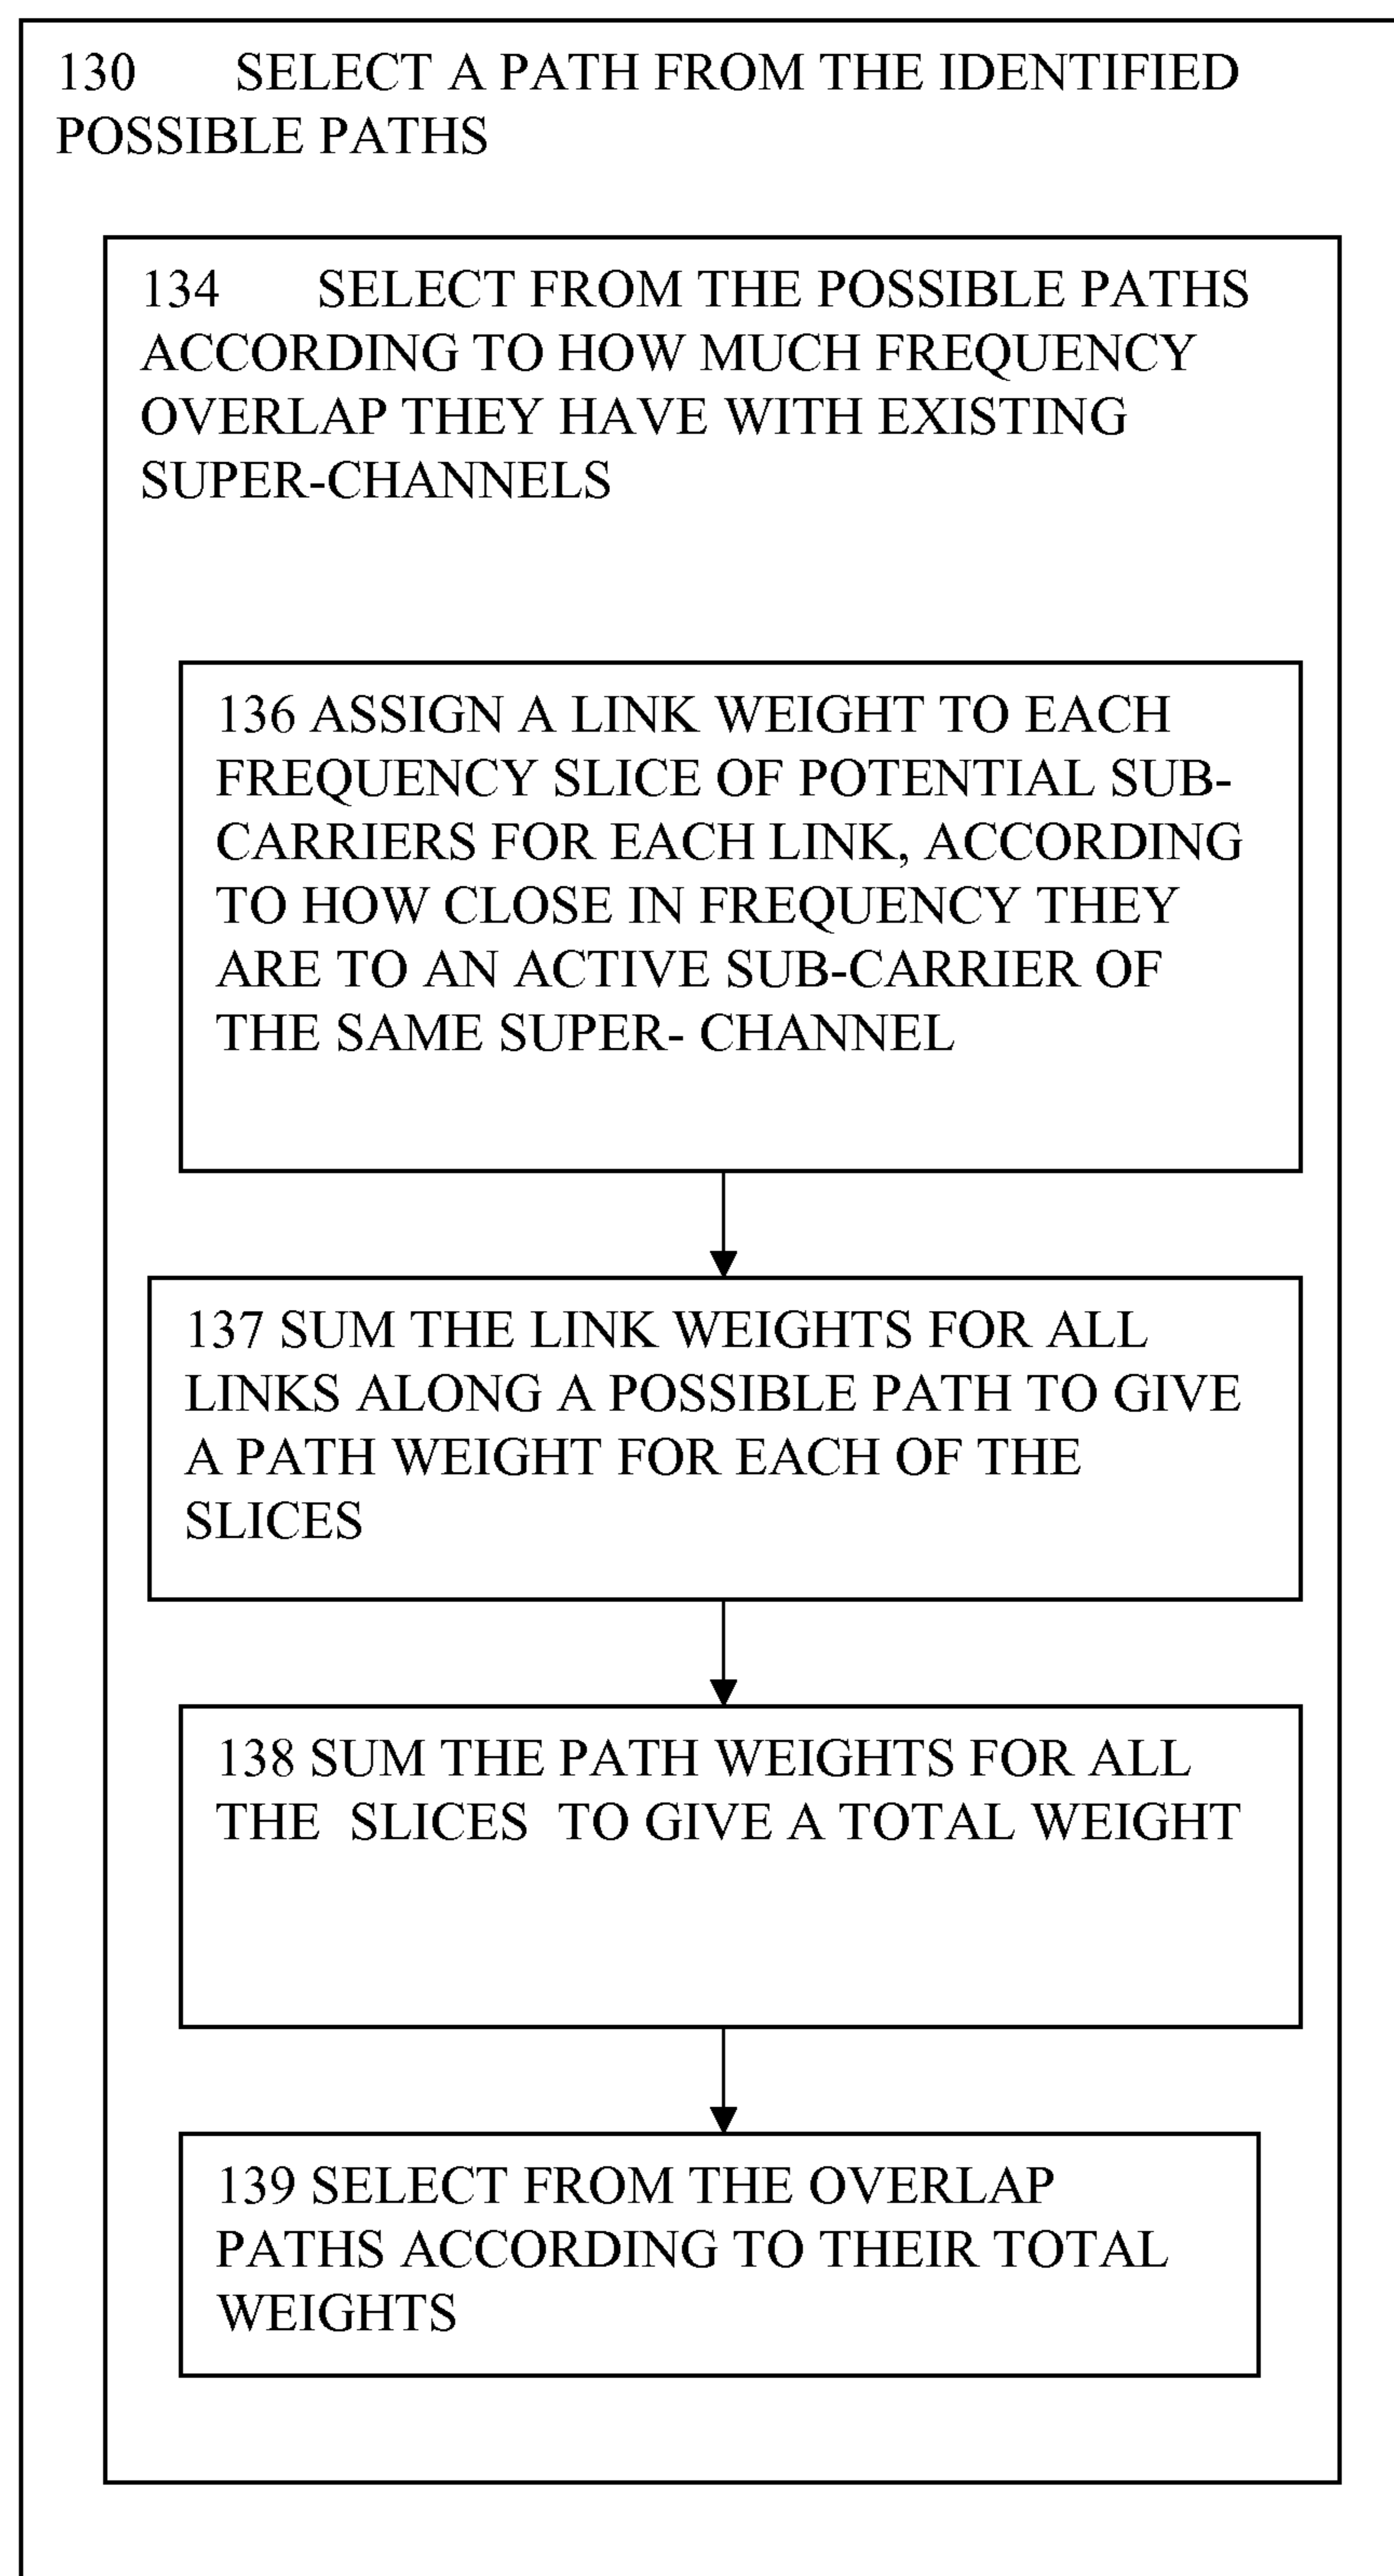 130 SELECT A PATH FROM THE IDENTIFIED
POSSIBLE PATHS
134 SELECT FROM THE POSSIBLE PATHS
ACCORDING TO HOW MUCH FREQUENCY
OVERLAP THEY HAVE WITH EXISTING
SUPER-CHANNELS
136 ASSIGN A LINK WEIGHT TO EACH
FREQUENCY SLICE OF POTENTIAL SUB-
CARRIERS FOR EACH LINK, ACCORDING
TO HOW CLOSE IN FREQUENCY THEY
ARE TO AN ACTIVE SUB-CARRIER OF
THE SAME SUPER- CHANNEL
137 SUM THE LINK WEIGHTS FOR ALL
LINKS ALONG A POSSIBLE PATH TO GIVE
A PATH WEIGHT FOR EACH OF THE
SLICES
138 SUM THE PATH WEIGHTS FOR ALL
THE SLICES TO GIVE A TOTAL WEIGHT
139 SELECT FROM THE OVERLAP
PATHS ACCORDING TO THEIR TOTAL
WEIGHTS